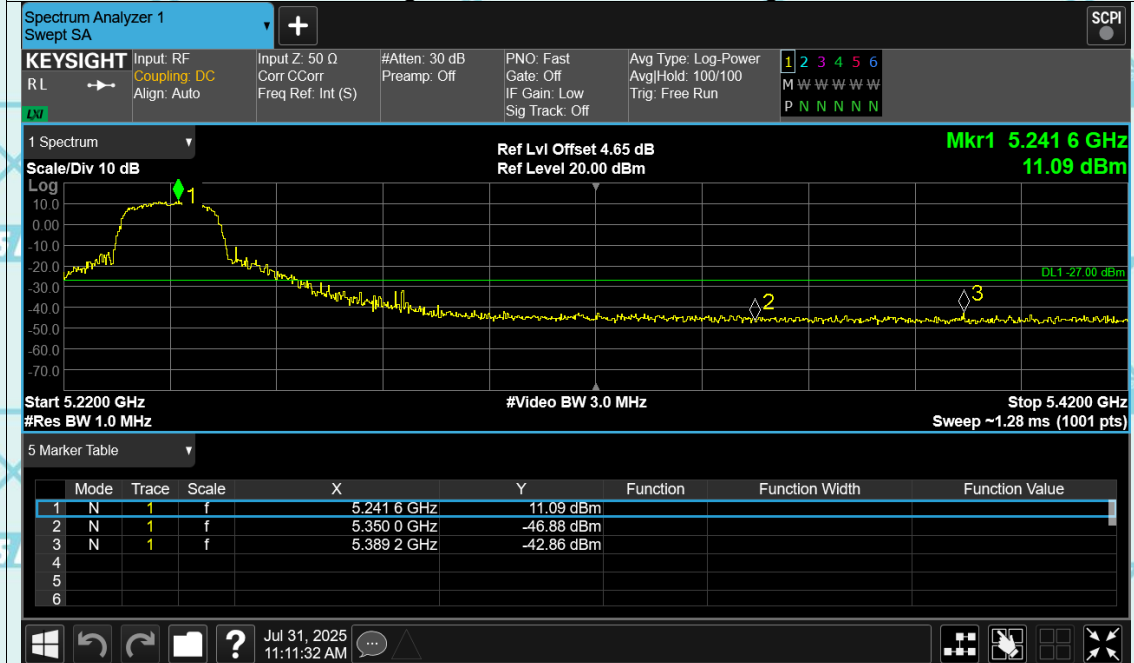 Spectrum Analyzer 1
Swept SA
+
SCPI
KEYSIGHT Input: RF Input Z: 50 Ω #Atten: 30 dB PNO: Fast Avg Type: Log-Power 1 2 3 4 5 6
R L Coupling: DC Corr CCorr Preamp: Off Gate: Off Avg|Hold: 100/100 M W W W W W
Align: Auto Freq Ref: Int (S) IF Gain: Low Trig: Free Run
LXI Sig Track: Off P N N N N N
1 Spectrum
Ref Lvl Offset 4.65 dB Mkr1 5.241 6 GHz
Scale/Div 10 dB Ref Level 20.00 dBm 11.09 dBm
Log
1
10.0
0.00
-10.0
-20.0
DL1 -27.00 dBm
-30.0
2
3
-40.0
-50.0
-60.0
-70.0
Start 5.2200 GHz #Video BW 3.0 MHz Stop 5.4200 GHz
#Res BW 1.0 MHz Sweep ~1.28 ms (1001 pts)
5 Marker Table
Mode Trace Scale X Y Function Function Width Function Value
1 N 1 f 5.241 6 GHz 11.09 dBm
2 N 1 f 5.350 0 GHz -46.88 dBm
3 N 1 f 5.389 2 GHz -42.86 dBm
4
5
6
? Jul 31, 2025
11:11:32 AM